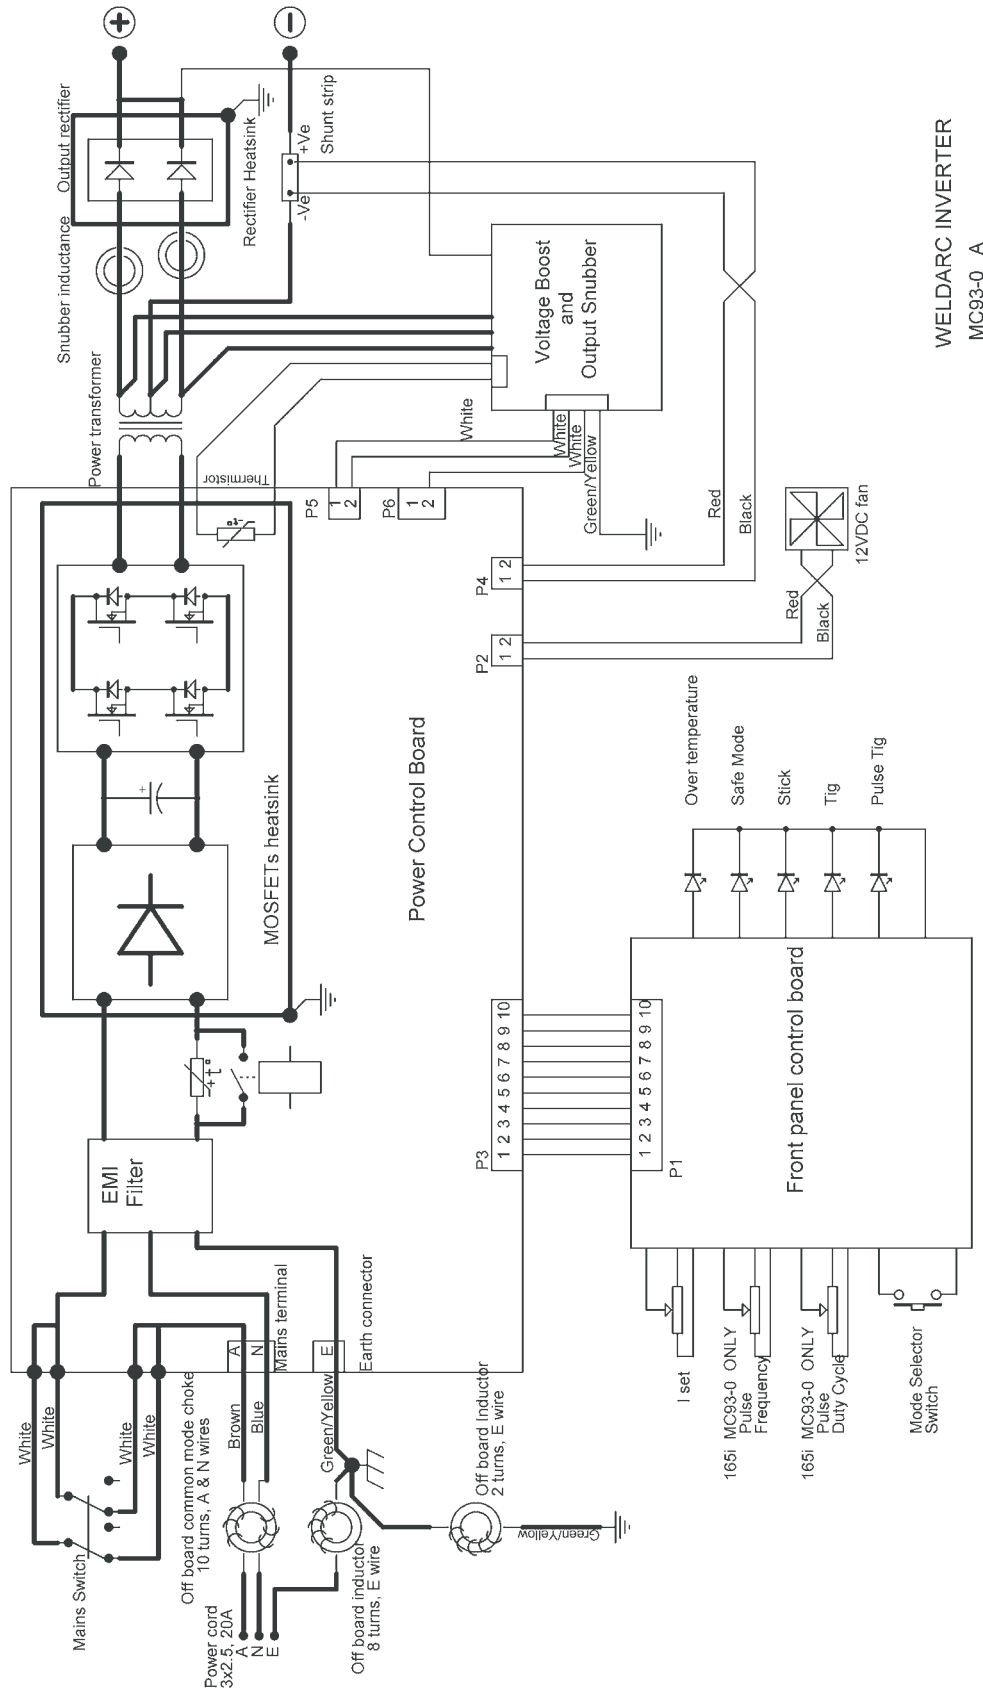 Power cord
3x2.5, 20A
A
N
E
Mains Switch
White
White
White
White
Off board common mode choke
10 turns, A & N wires
Brown
Blue
Green/Yellow
Off board inductor
8 turns, E wire
Off board Inductor
2 turns, E wire
Green/Yellow
A
N
Mains terminal
E
Earth connector
EMI
Filter
+t°
MOSFETs heatsink
+
Power Control Board
-t°
Thermistor
Power transformer
Snubber inductance
Output rectifier
Rectifier Heatsink
+
-
-Ve
+Ve
Shunt strip
P5
1 2
P6
1 2
White
White
White
Green/Yellow
Voltage Boost
and
Output Snubber
P3
1 2 3 4 5 6 7 8 9 10
P2
1 2
P4
1 2
Red
Black
Red
Black
12VDC fan
1 2 3 4 5 6 7 8 9 10
P1
Front panel control board
I set
165i MC93-0 ONLY
Pulse
Frequency
165i MC93-0 ONLY
Pulse
Duty Cycle
Mode Selector
Switch
Over temperature
Safe Mode
Stick
Tig
Pulse Tig
WELDARC INVERTER
MC93-0 A